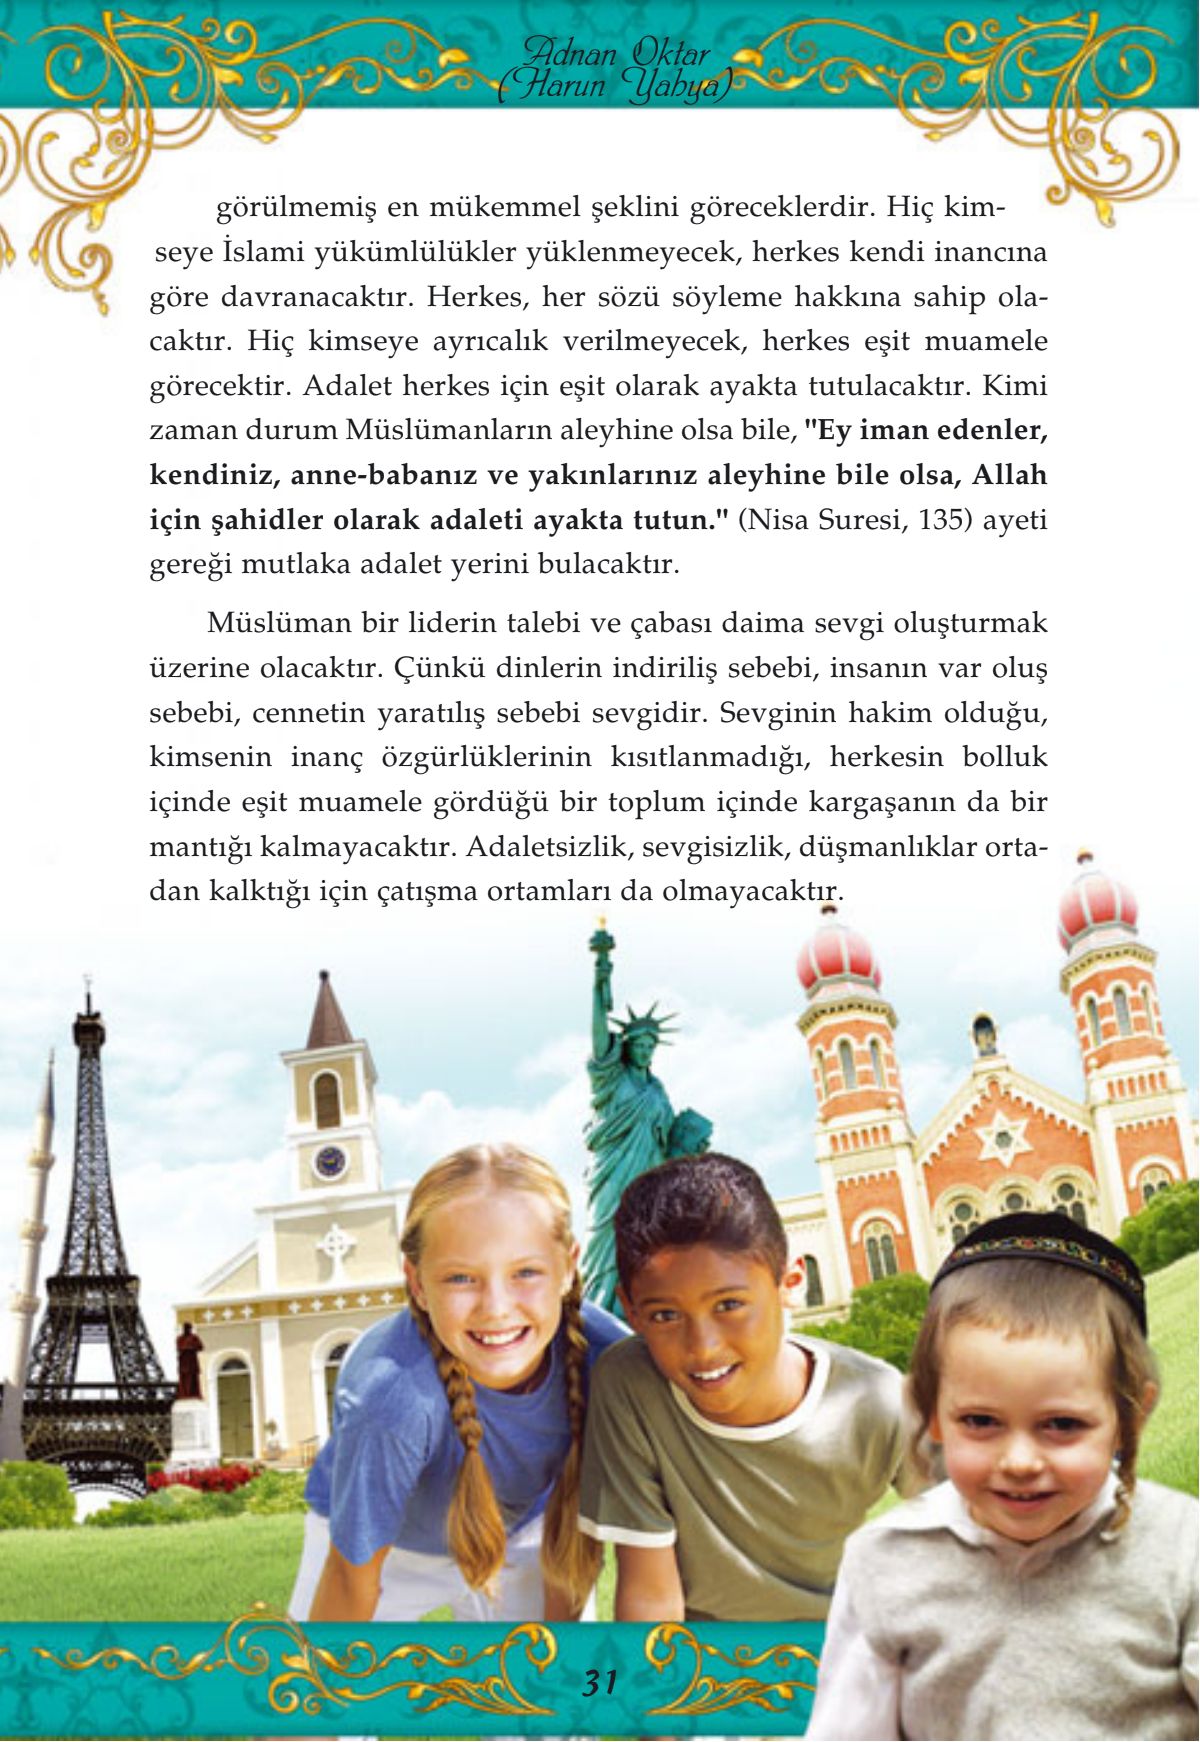 Adnan Oktar
(Harun Yahya)
görülmemiş en mükemmel şeklini göreceklerdir. Hiç kim-
seye İslami yükümlülükler yüklenmeyecek, herkes kendi inancına
göre davranacaktır. Herkes, her sözü söyleme hakkına sahip ola-
caktır. Hiç kimseye ayrıcalık verilmeyecek, herkes eşit muamele
görecektir. Adalet herkes için eşit olarak ayakta tutulacaktır. Kimi
zaman durum Müslümanların aleyhine olsa bile, "Ey iman edenler,
kendiniz, anne-babanız ve yakınlarınız aleyhine bile olsa, Allah
için şahidler olarak adaleti ayakta tutun." (Nisa Suresi, 135) ayeti
gereği mutlaka adalet yerini bulacaktır.
Müslüman bir liderin talebi ve çabası daima sevgi oluşturmak
üzerine olacaktır. Çünkü dinlerin indiriliş sebebi, insanın var oluş
sebebi, cennetin yaratılış sebebi sevgidir. Sevginin hakim olduğu,
kimsenin inanç özgürlüklerinin kısıtlanmadığı, herkesin bolluk
içinde eşit muamele gördüğü bir toplum içinde kargaşanın da bir
mantığı kalmayacaktır. Adaletsizlik, sevgisizlik, düşmanlıklar orta-
dan kalktığı için çatışma ortamları da olmayacaktır.
31